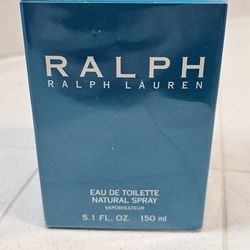 RALPH
RALPH LAUREN
EAU DE TOILETTE
NATURAL SPRAY
VAPORISATEUR
5.1 FL. OZ. 150 ml